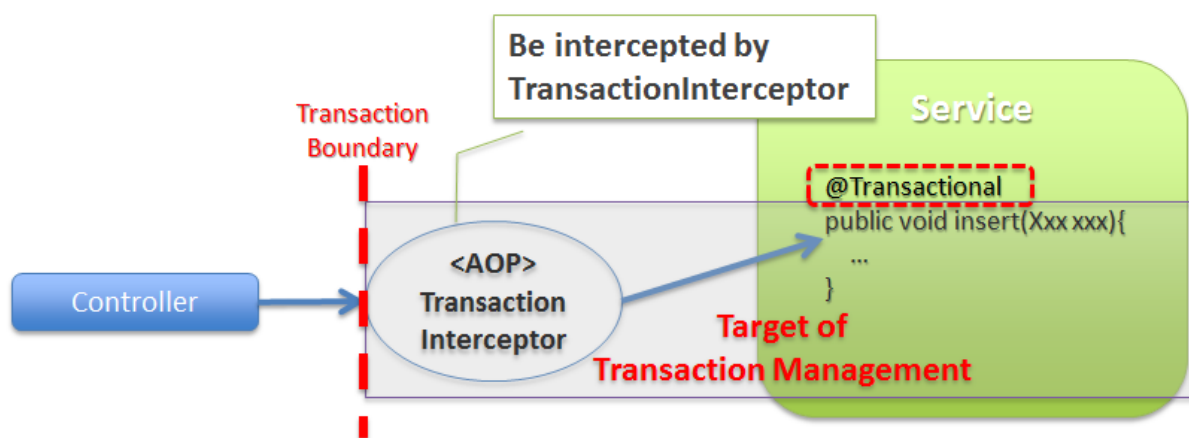 Be intercepted by
TransactionInterceptor
Service
Transaction
Boundary
@Transactional
public void insert(Xxx xxx){
...
}
Controller
<AOP>
Transaction
Interceptor
Target of
Transaction Management